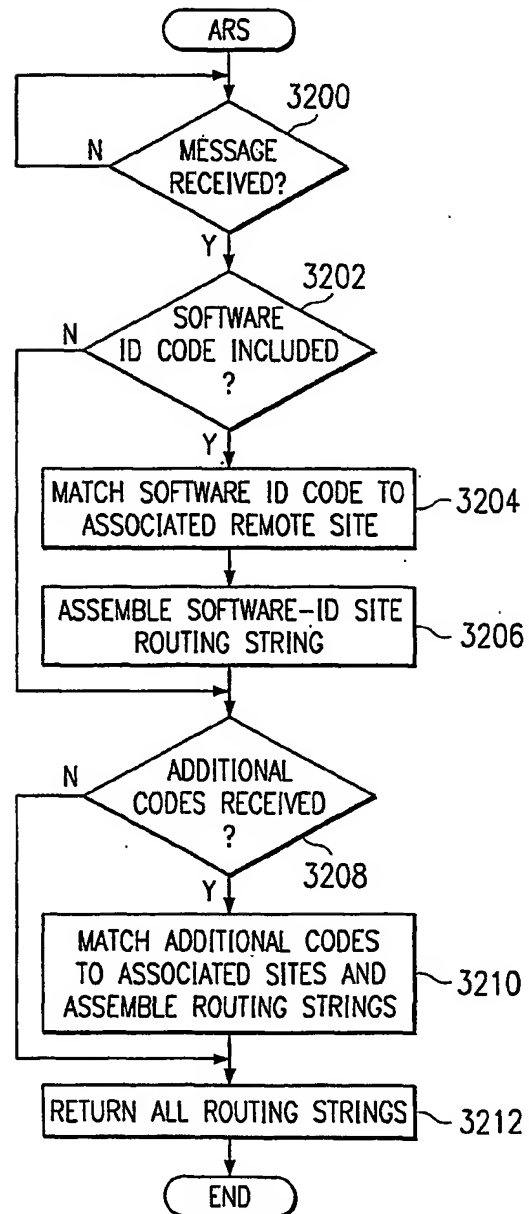 ARS
3200
N
MESSAGE
RECEIVED?
Y
3202
N
SOFTWARE
ID CODE INCLUDED
?
Y
MATCH SOFTWARE ID CODE TO
ASSOCIATED REMOTE SITE
3204
ASSEMBLE SOFTWARE-ID SITE
ROUTING STRING
3206
N
ADDITIONAL
CODES RECEIVED
?
3208
Y
MATCH ADDITIONAL CODES
TO ASSOCIATED SITES AND
ASSEMBLE ROUTING STRINGS
3210
RETURN ALL ROUTING STRINGS
3212
END